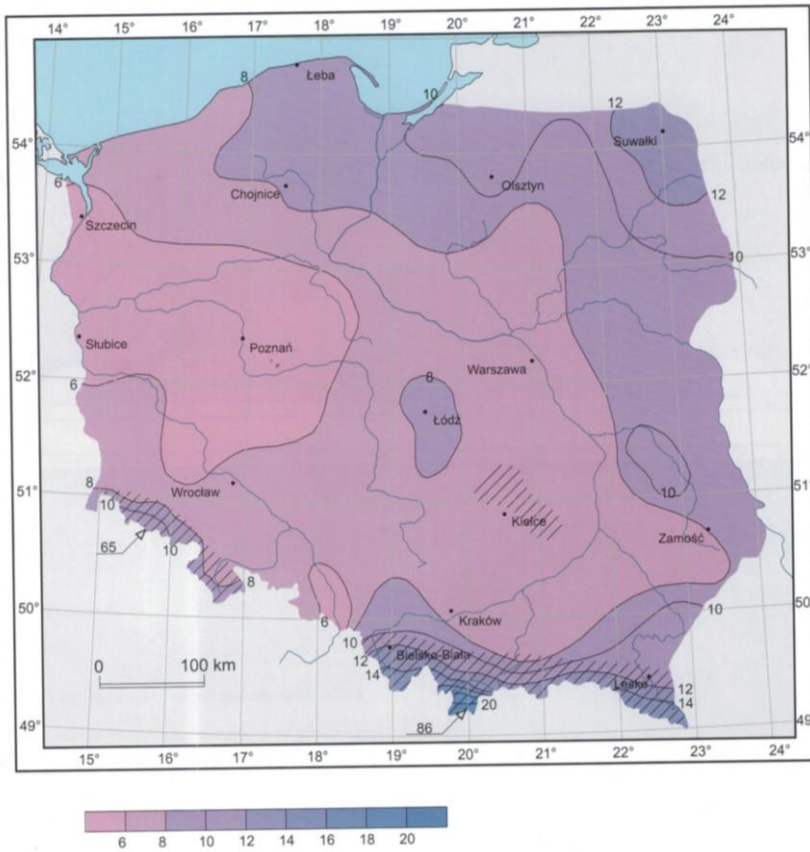 14° 15° 16° 17° 18° 19° 20° 21° 22° 23°
8
Łeba
10
12
54°
54°
Suwałki
6
Chojnice
Olsztyn
12
Szczecin
53°
53°
10
Słubice
Poznań
Warszawa
52°
52°
6
8
Łódź
51°
51°
8
Wrocław
10
10
Kielce
65
10
Zamość
8
50°
50°
6
Kraków
10
10
0 100 km
12
Bielsko-Biała
14
Lesko
12
20
14
49°
49°
86
15° 16° 17° 18° 19° 20° 21° 22° 23° 24°
6 8 10 12 14 16 18 20